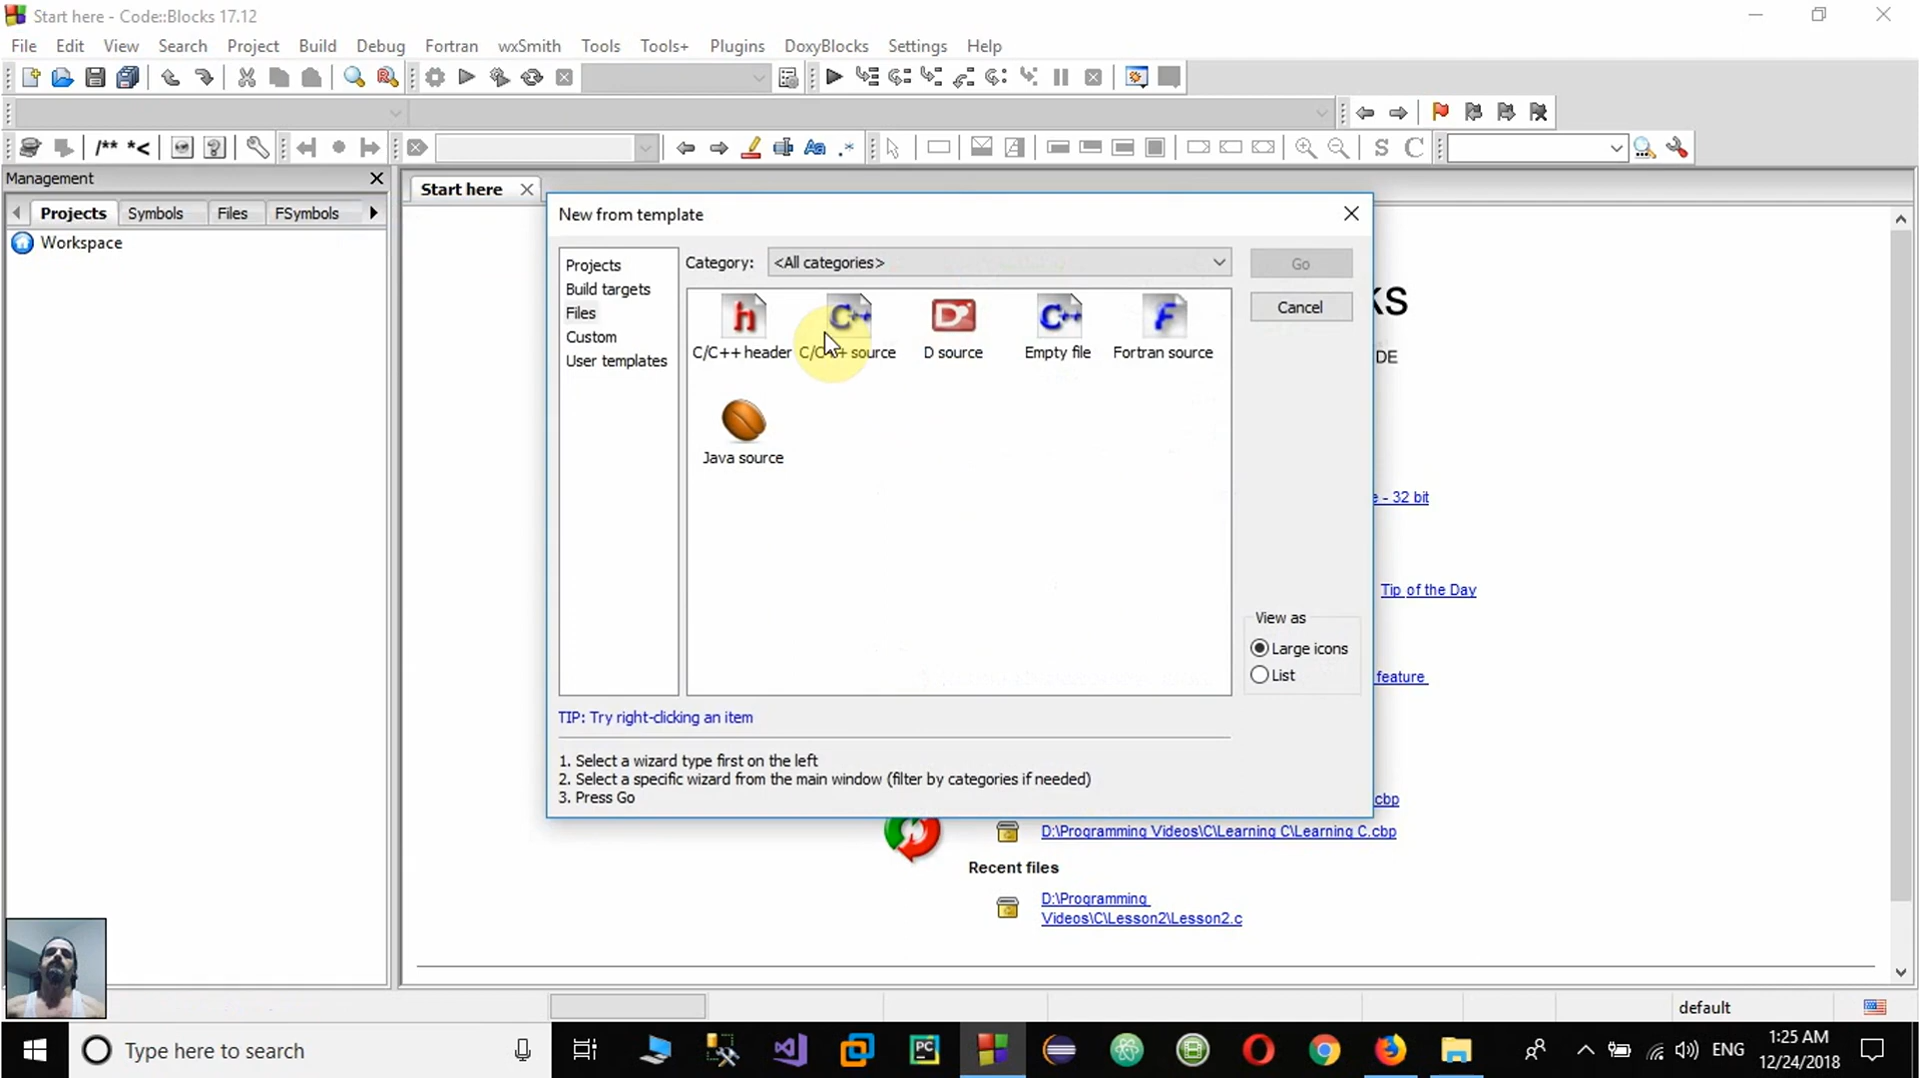 Start here - Code::Blocks 17.12
File Edit View Search Project Build Debug Fortran wxSmith Tools Tools+ Plugins DoxyBlocks Settings Help
/** *<
Aa .*
S C
Management
Start here
Projects Symbols Files FSymbols
Workspace
New from template
Projects
Build targets
Files
Custom
User templates
Category: <All categories>
Go
Cancel
C/C++ header C/C++ source D source Empty file Fortran source
Java source
KS
DE
e - 32 bit
Tip of the Day
feature
View as
Large icons
List
TIP: Try right-clicking an item
1. Select a wizard type first on the left
2. Select a specific wizard from the main window (filter by categories if needed)
3. Press Go
cbp
D:\Programming Videos\C\Learning C\Learning C.cbp
Recent files
D:\Programming
Videos\C\Lesson2\Lesson2.c
default
Type here to search
PC
ENG
1:25 AM
12/24/2018